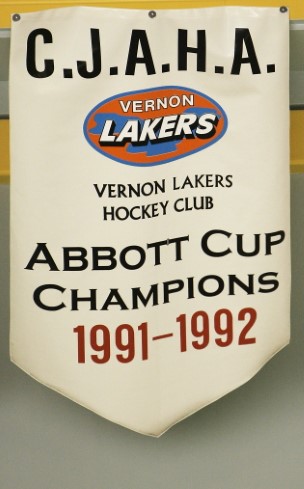 C.J.A.H.A.
VERNON
LAKERS
VERNON LAKERS
HOCKEY CLUB
ABBOTT CUP
CHAMPIONS
1991-1992